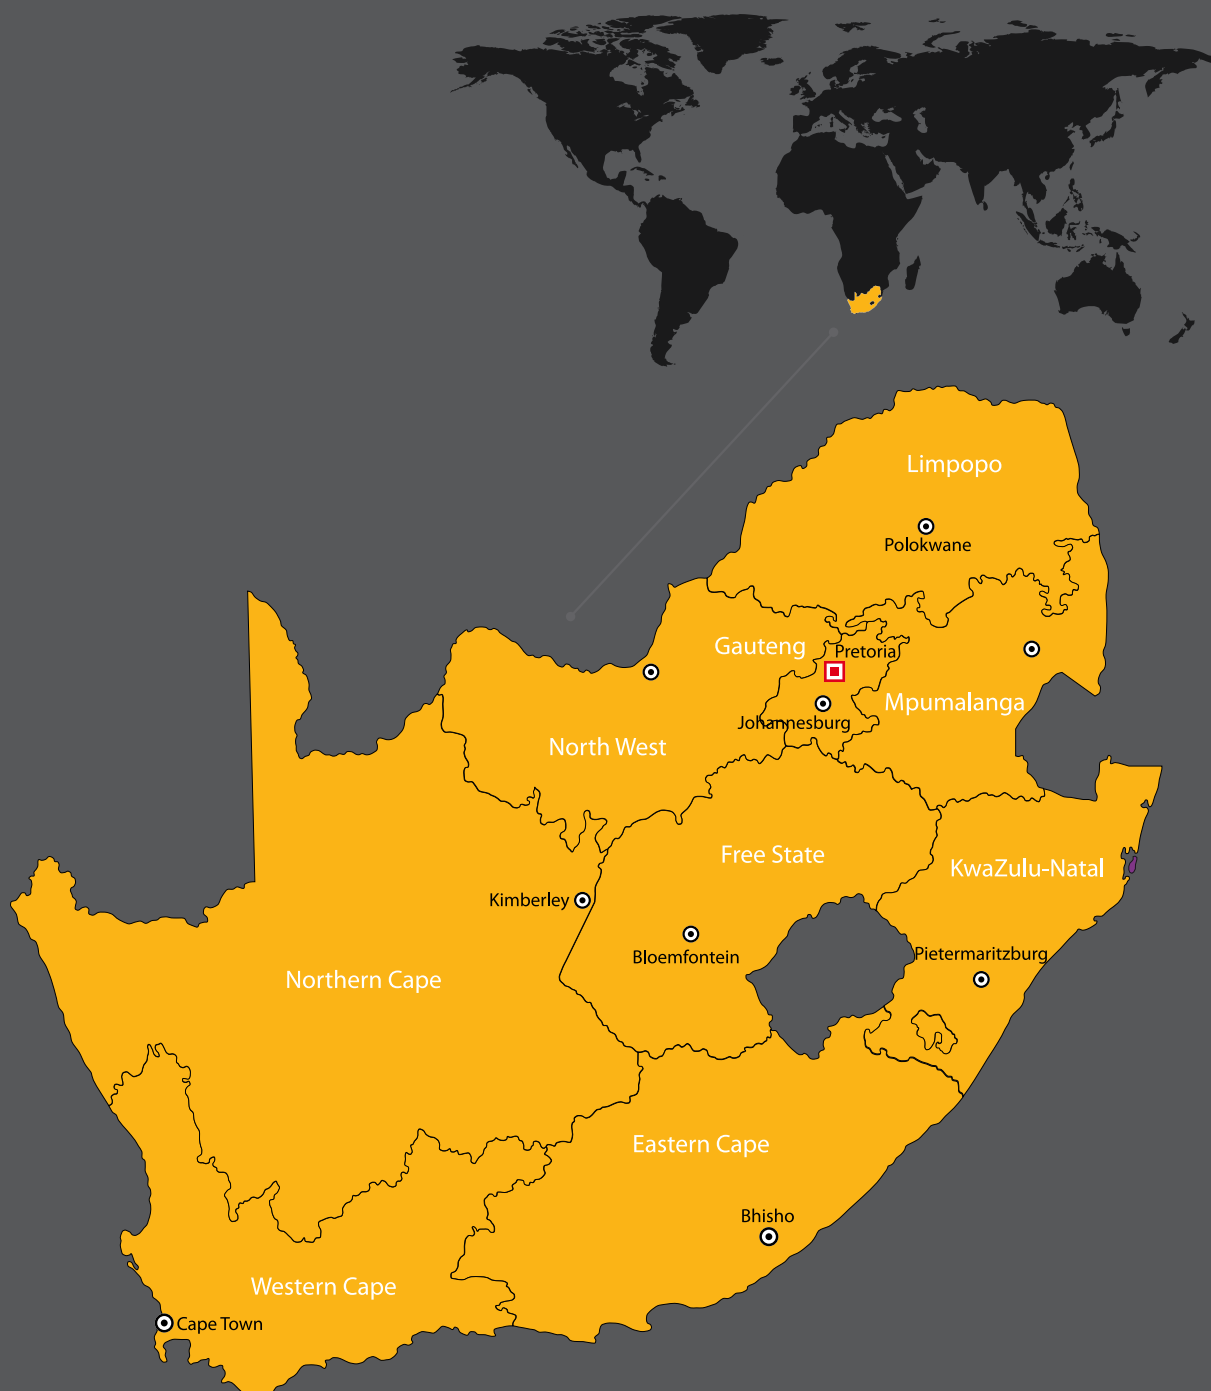 Limpopo
Polokwane
Gauteng
Pretoria
Mpumalanga
Johannesburg
North West
Free State
KwaZulu-Natal
Kimberley
Bloemfontein
Pietermaritzburg
Northern Cape
Eastern Cape
Bhisho
Western Cape
Cape Town